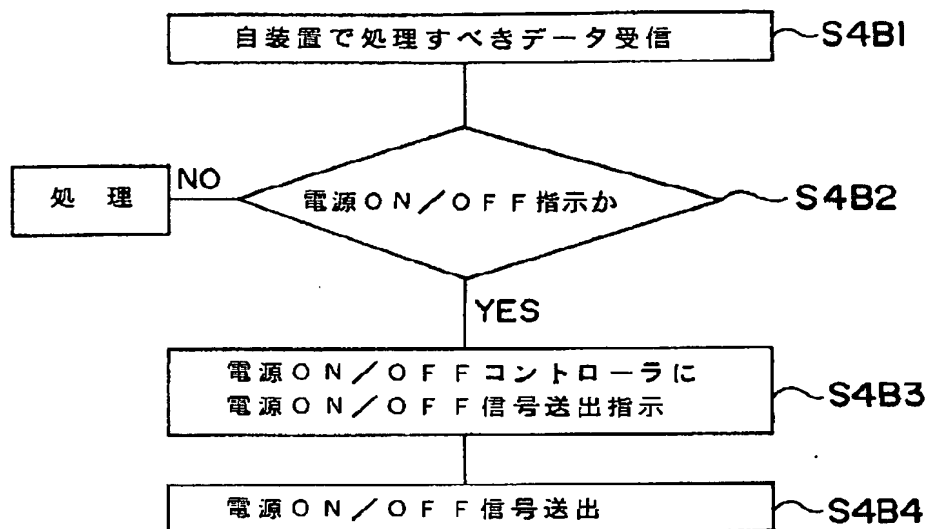 自装置で処理すべきデータ受信
S4B1
処理
NO
電源ON/OFF指示か
S4B2
YES
電源ON/OFFコントローラに
電源ON/OFF信号送出指示
S4B3
電源ON/OFF信号送出
S4B4